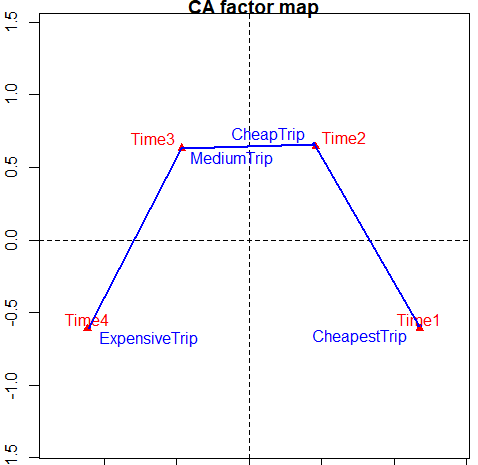 CA factor map
1.5
1.0
CheapTrip
Time3
Time2
MediumTrip
0.5
0.0
-0.5
Time4
Time1
ExpensiveTrip
CheapestTrip
-1.0
1.5